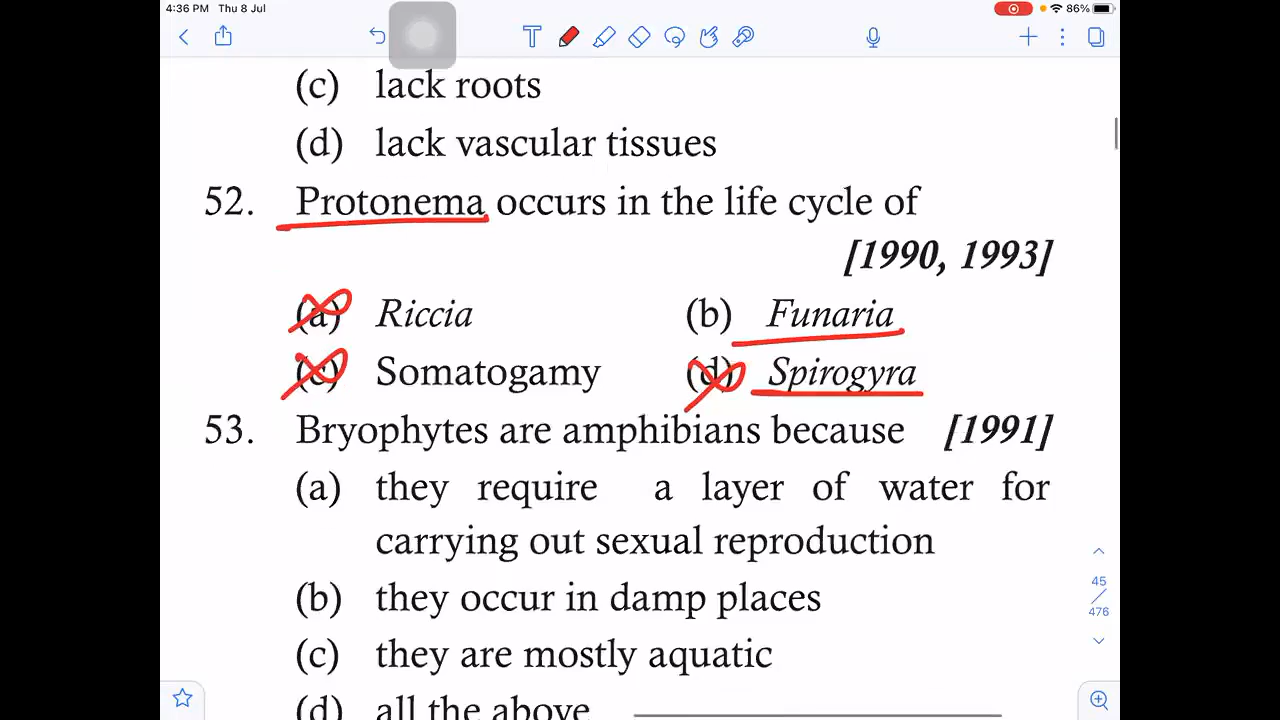 4:36 PM Thu 8 Jul
86%
T
(c) lack roots
(d) lack vascular tissues
52. Protonema occurs in the life cycle of
[1990, 1993]
(a) Riccia (b) Funaria
(c) Somatogamy (d) Spirogyra
53. Bryophytes are amphibians because [1991]
(a) they require a layer of water for
carrying out sexual reproduction
(b) they occur in damp places
(c) they are mostly aquatic
(d) all the above
45
/
476